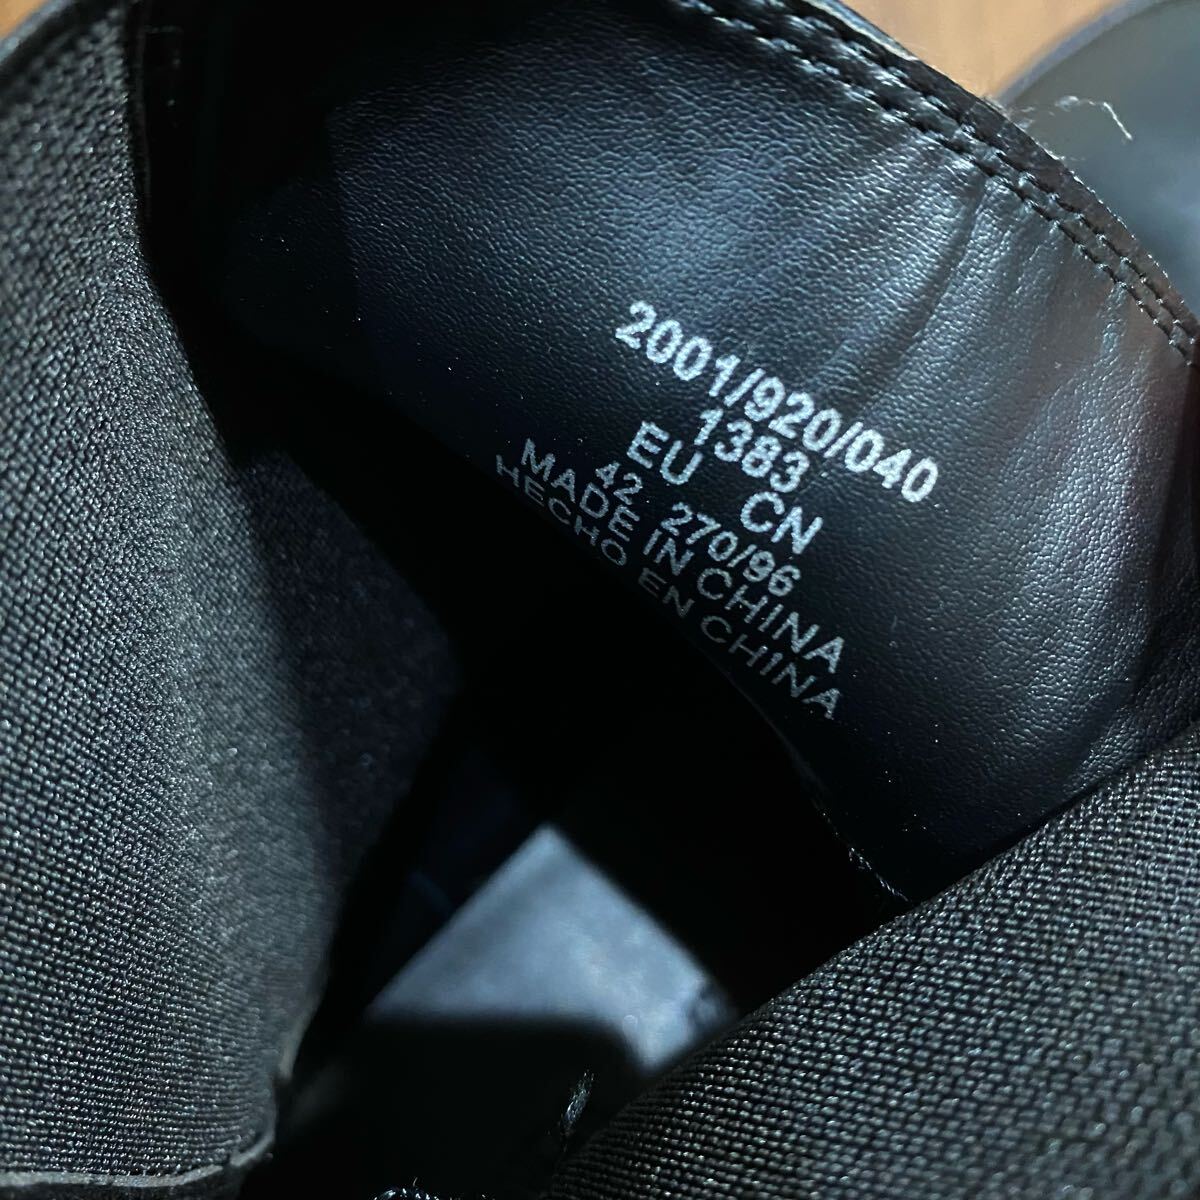 2001/920/040
1383
EU CN
42 270/96
MADE IN CHINA
HECHO EN CHINA